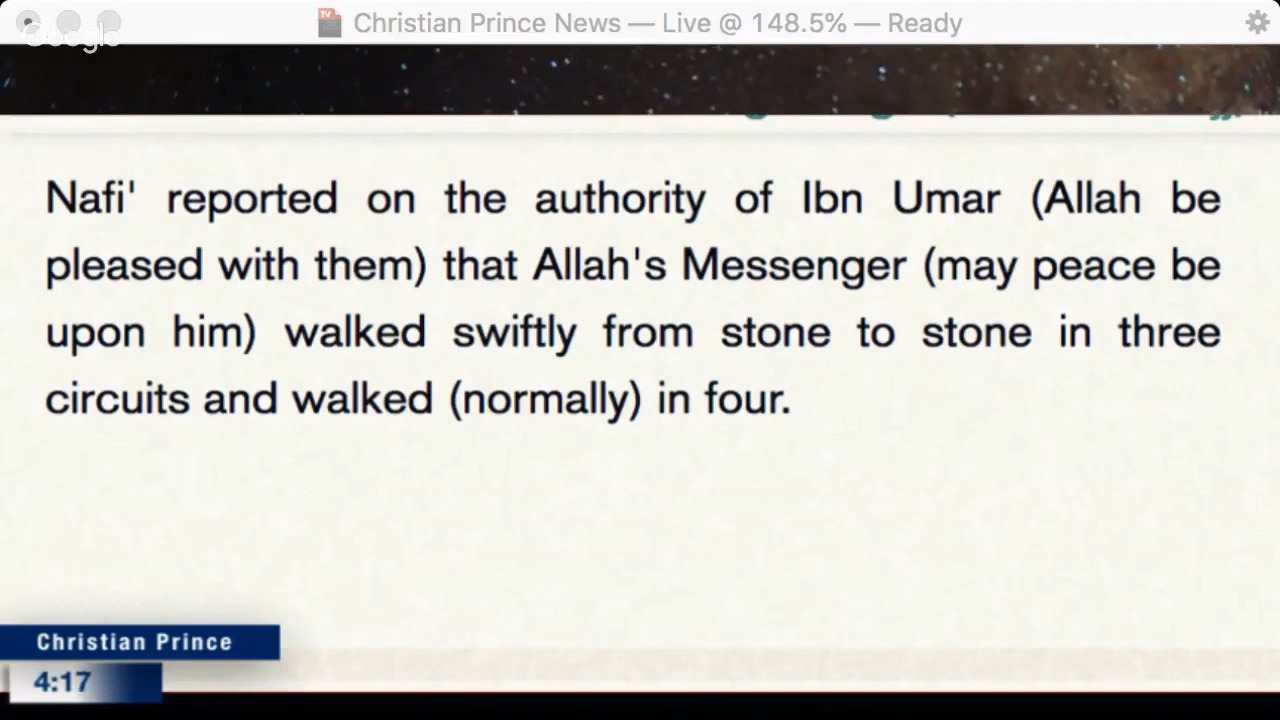 Christian Prince News — Live @ 148.5% — Ready
Google
Nafi' reported on the authority of Ibn Umar (Allah be
pleased with them) that Allah's Messenger (may peace be
upon him) walked swiftly from stone to stone in three
circuits and walked (normally) in four.
Christian Prince
4:17